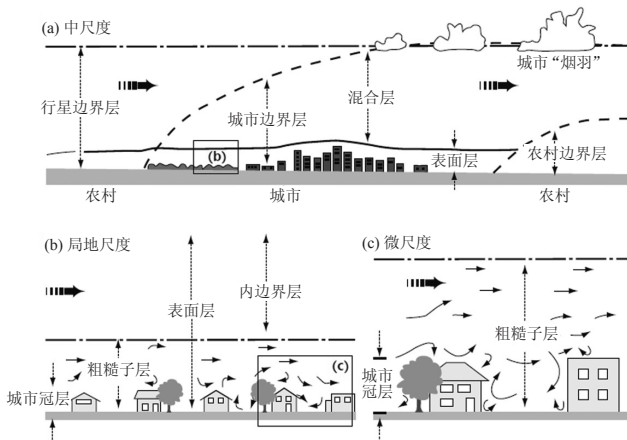 (a) 中尺度
城市“烟羽”
行星边界层
城市边界层
混合层
(b)
表面层
农村边界层
农村
城市
农村
(b) 局地尺度
表面层
内边界层
粗糙子层
城市冠层
(c)
(c) 微尺度
粗糙子层
城市
冠层